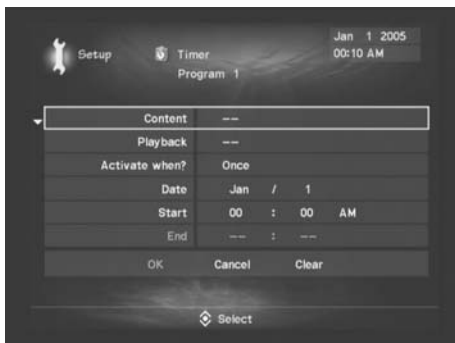 Jan 1 2005
Setup Timer 00:10 AM
Program 1
Content --
Playback --
Activate when? Once
Date Jan / 1
Start 00 : 00 AM
End -- : --
OK Cancel Clear
Select